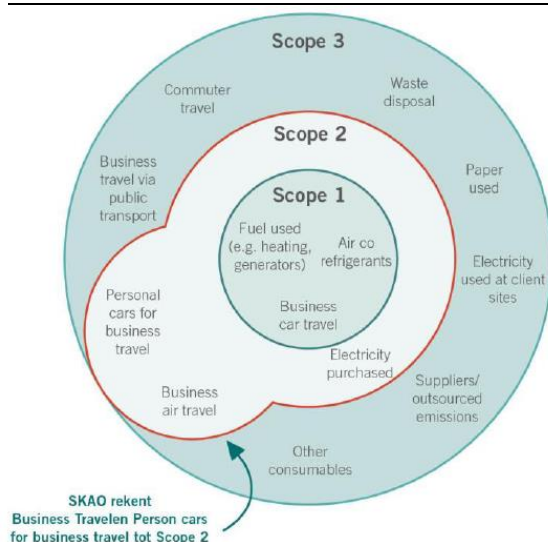 Scope 3
Commuter
travel
Waste
disposal
Scope 2
Business
travel via
public
transport
Paper
used
Scope 1
Fuel used
(e.g. heating,
generators)
Air co
refrigerants
Electricity
used at client
sites
Personal
cars for
business
travel
Business
car travel
Electricity
purchased
Business
air travel
Suppliers/
outsourced
emissions
Other
consumables
SKAO rekent
Business Travelen Person cars
for business travel tot Scope 2